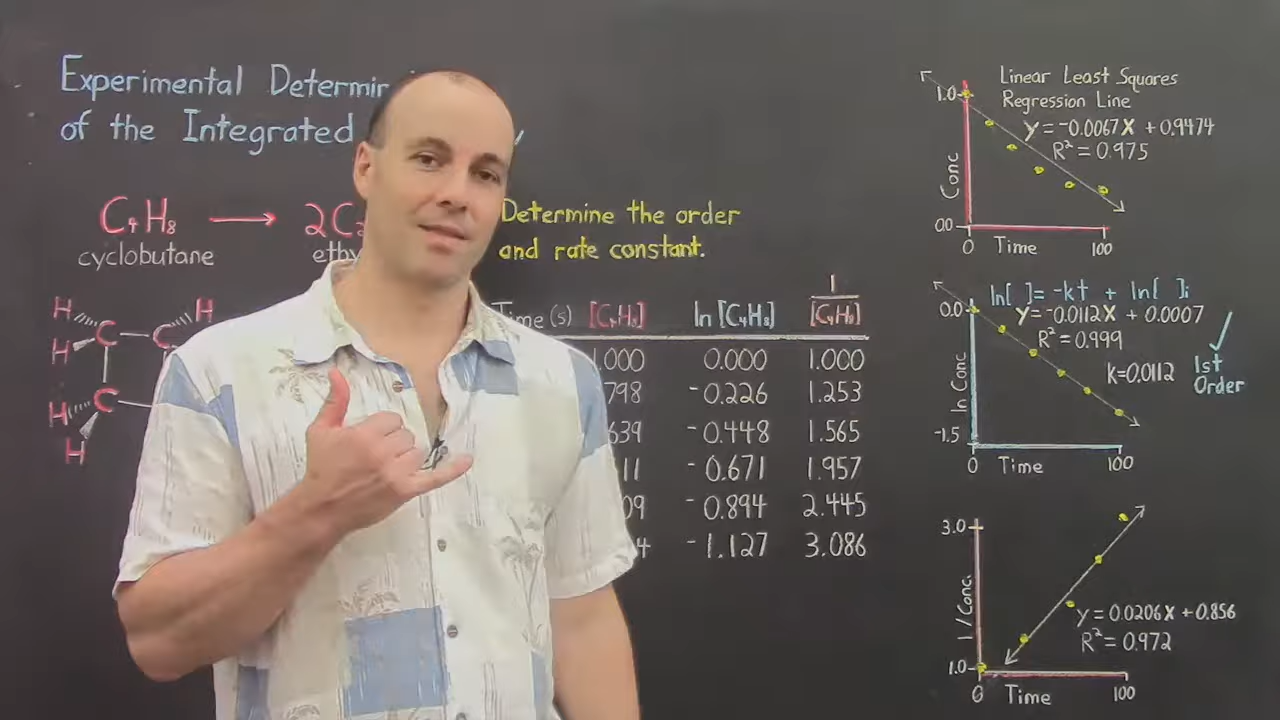 Experimental
of the Integrated
C₄H₈ ⟶ 2C
cyclobutane
H H
C C
H
H C
H
Determine the order
and rate constant.
Time (s) [C₄H₈] ln [C₄H₈] 1/[C₄H₈]
1.000 0.000 1.000
798 -0.226 1.253
639 -0.448 1.565
11 -0.671 1.957
09 -0.894 2.445
4 -1.127 3.086
Linear Least Squares
Regression Line
1.0
y = -0.0067x + 0.9474
R² = 0.975
Conc
0.0
0 Time 100
ln[ ] = -kt + ln[ ]i
0.0
y = -0.0112x + 0.0007
R² = 0.999
k=0.0112
1st
Order
ln Conc
-1.5
0 Time 100
3.0
1/Conc.
y = 0.0206x + 0.856
R² = 0.972
1.0
0 Time 100